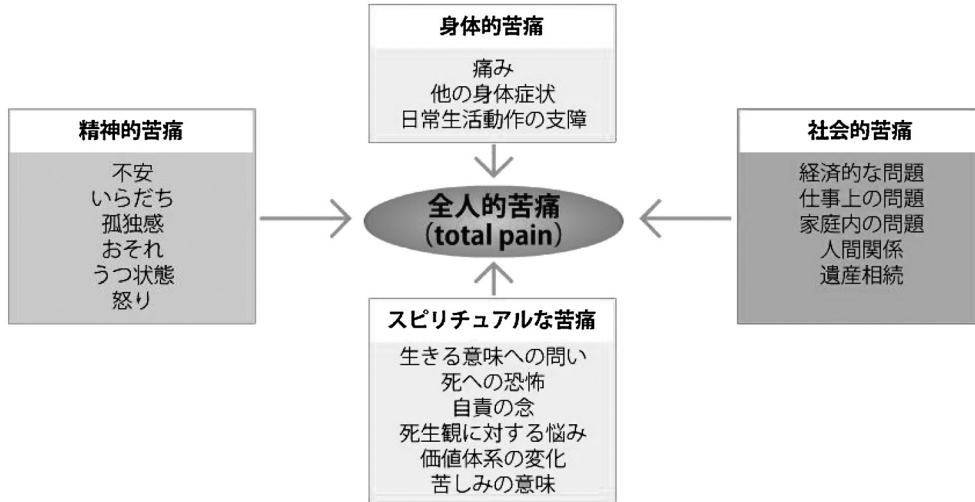 身体的苦痛
痛み
他の身体症状
日常生活動作の支障
精神的苦痛
不安
いらだち
孤独感
おそれ
うつ状態
怒り
全人的苦痛
（total pain）
社会的苦痛
経済的な問題
仕事上の問題
家庭内の問題
人間関係
遺産相続
スピリチュアルな苦痛
生きる意味への問い
死への恐怖
自責の念
死生観に対する悩み
価値体系の変化
苦しみの意味